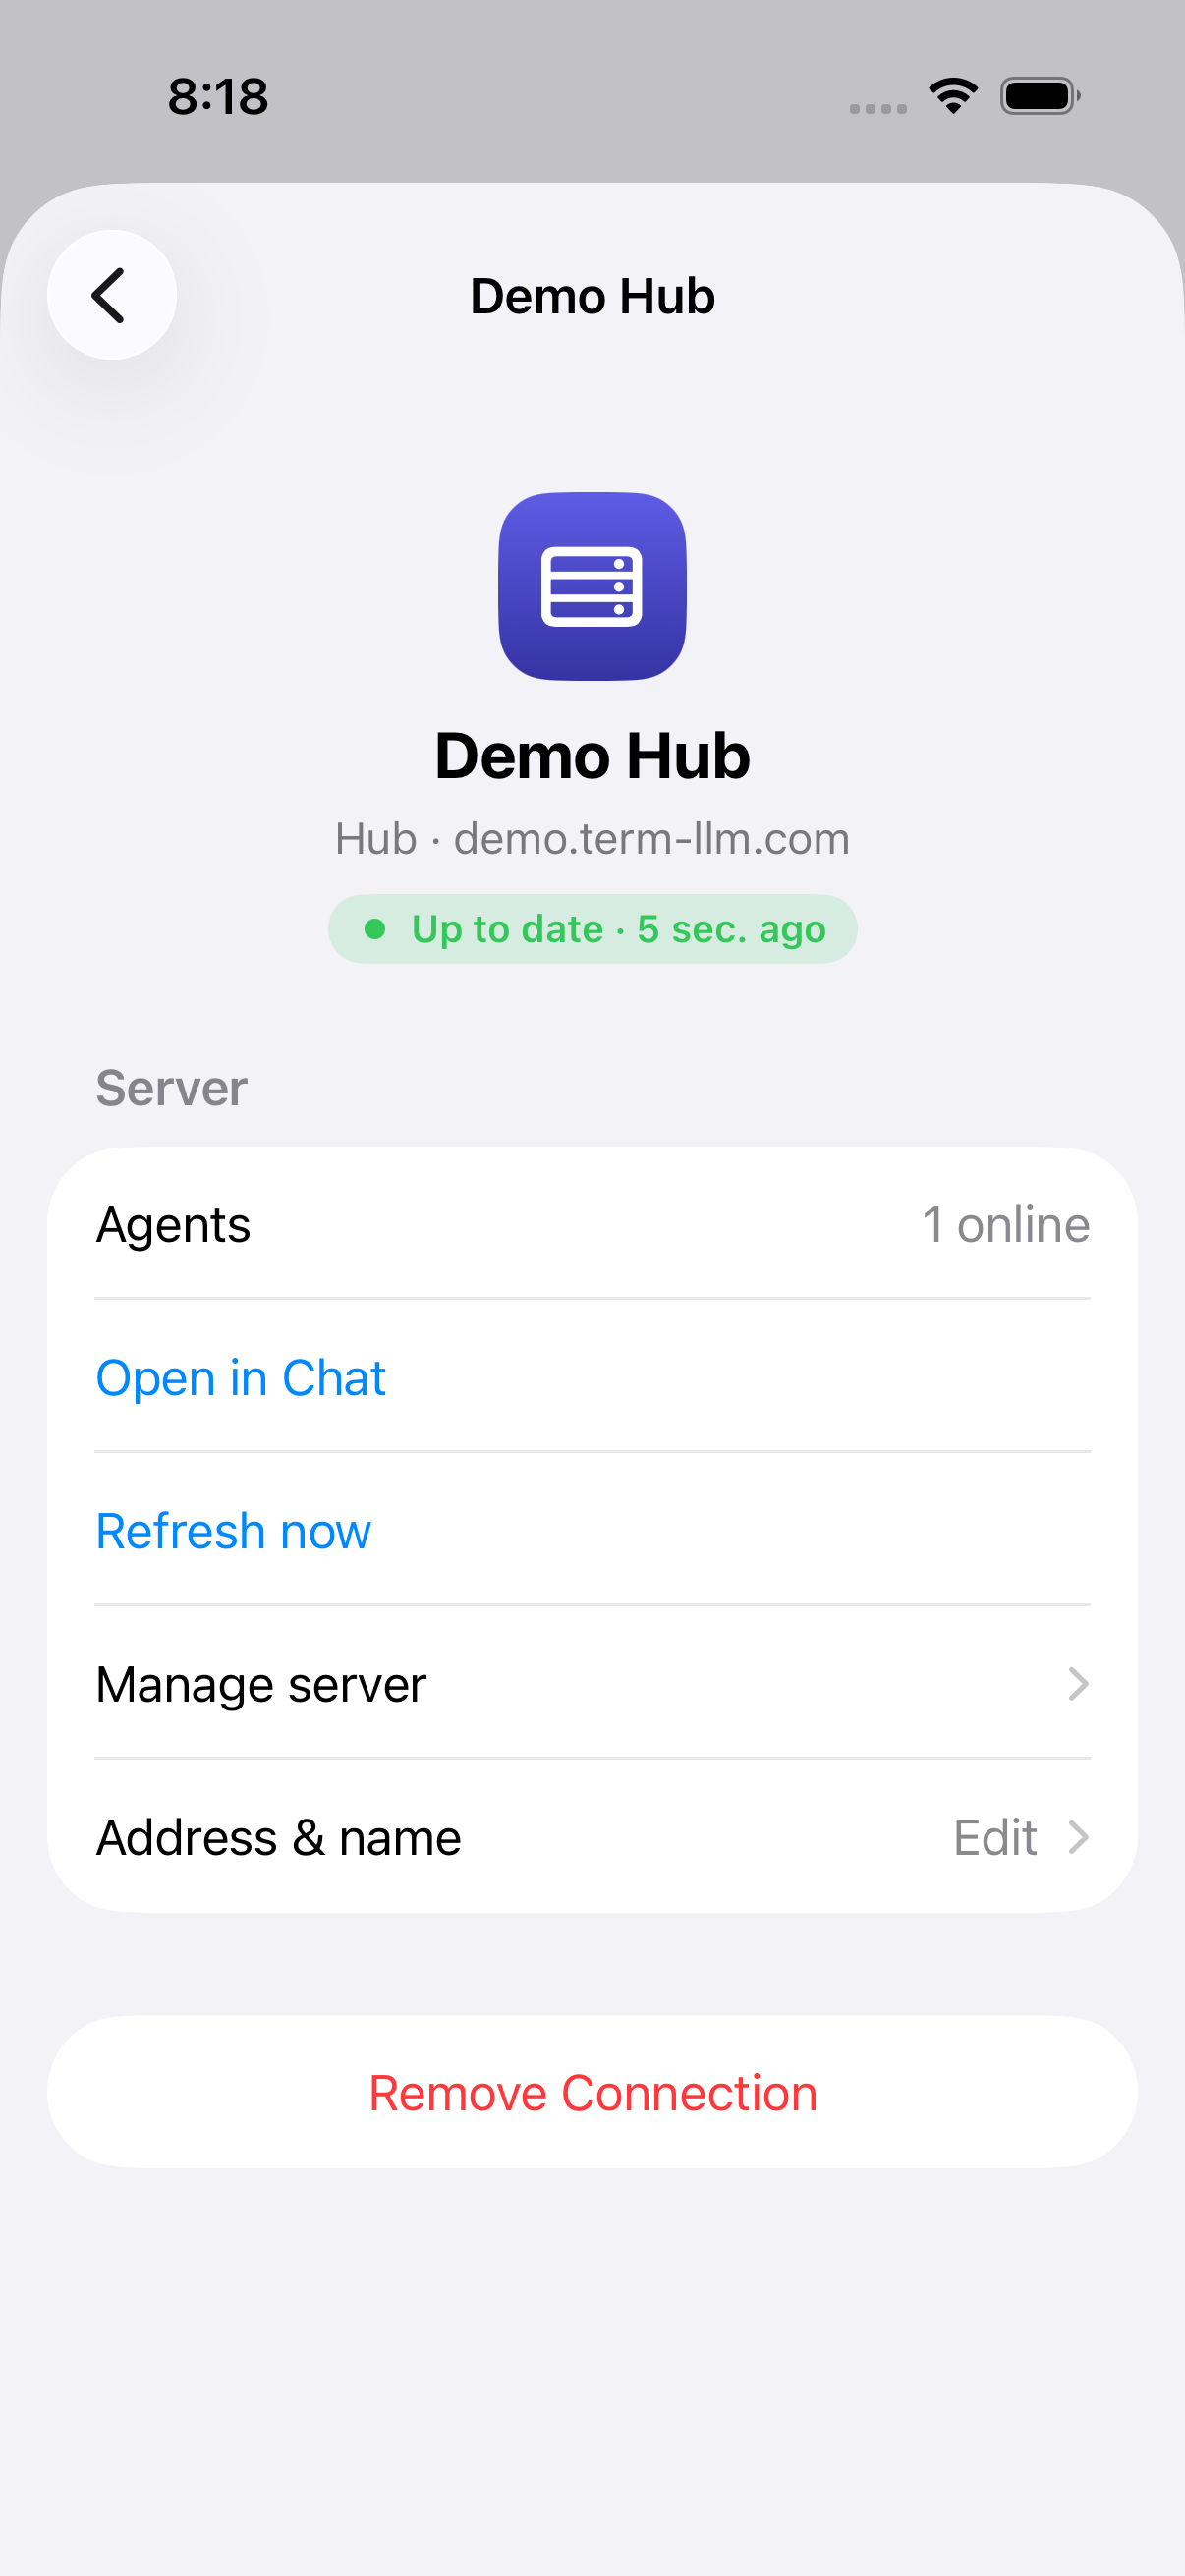 8:18
Demo Hub
Demo Hub
Hub · demo.term-llm.com
Up to date · 5 sec. ago
Server
Agents 1 online
Open in Chat
Refresh now
Manage server
Address & name Edit
Remove Connection